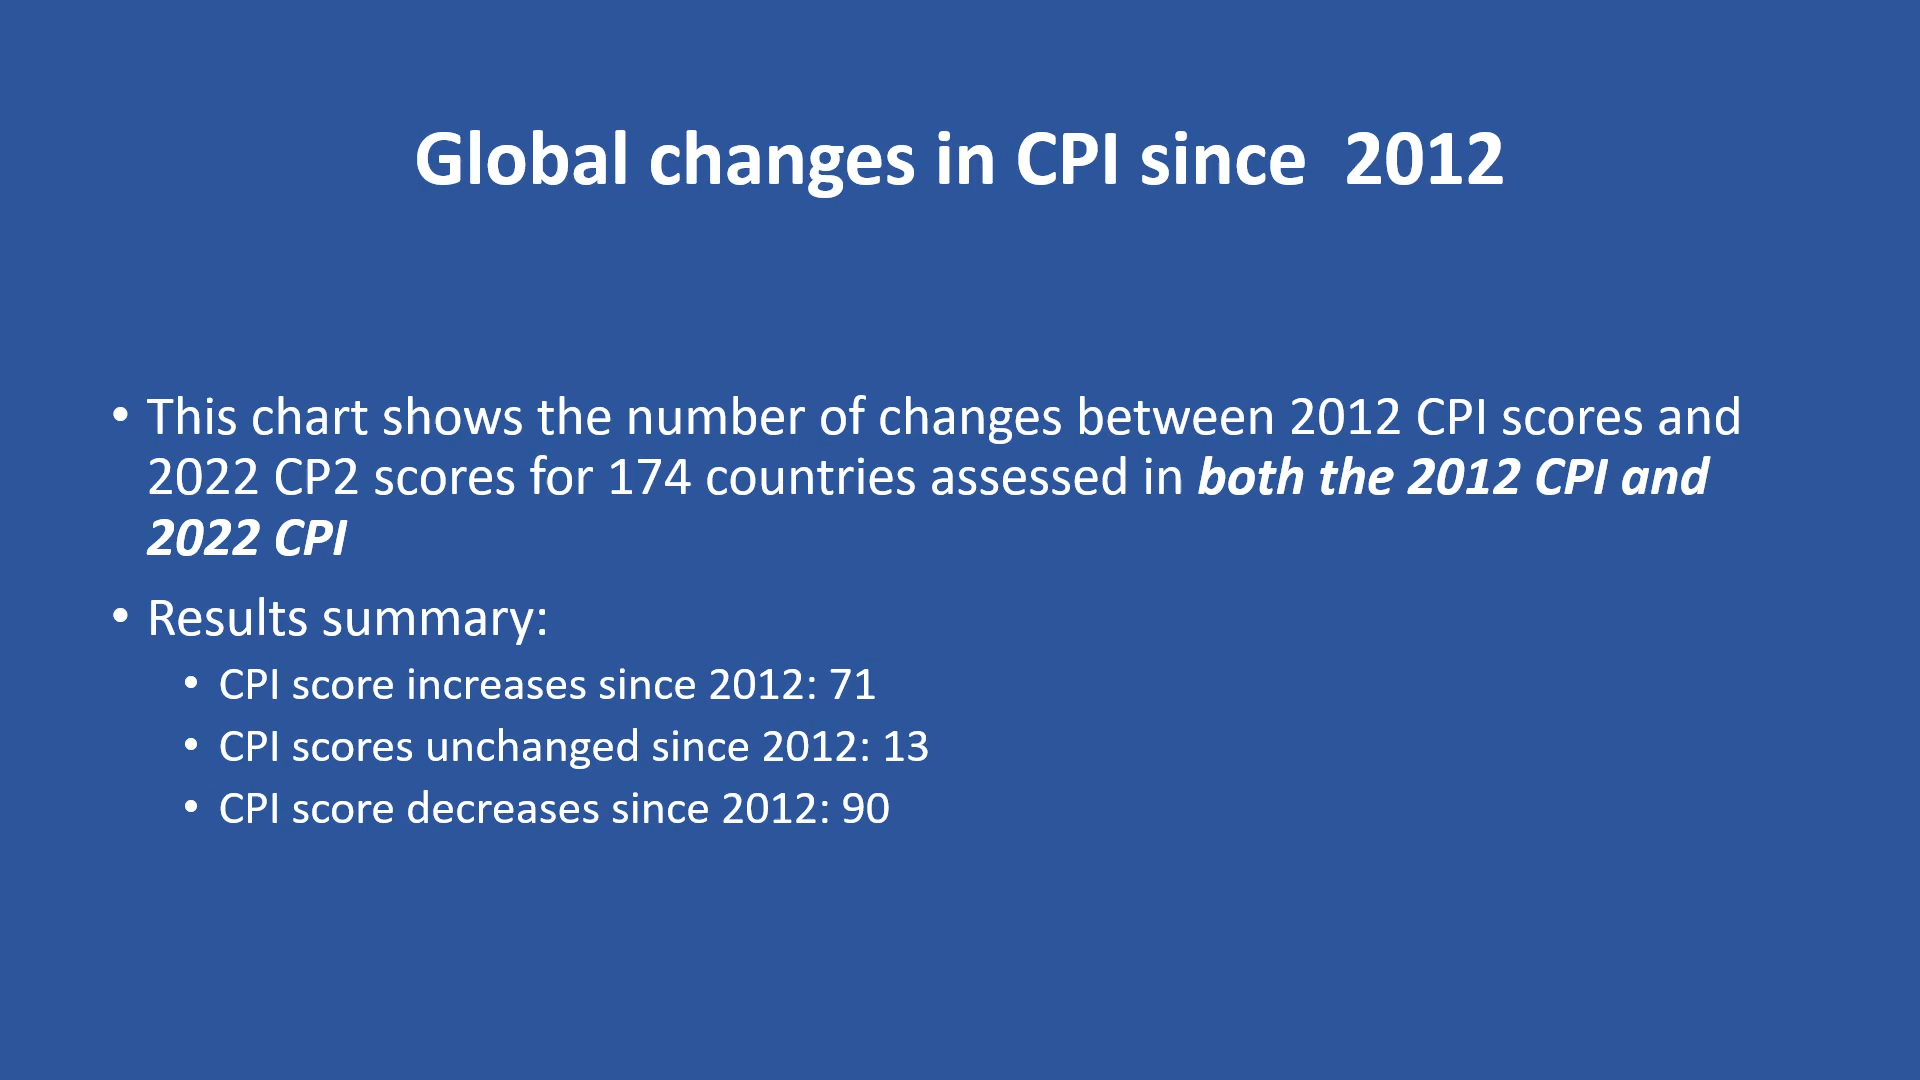 Global changes in CPI since  2012
• This chart shows the number of changes between 2012 CPI scores and
2022 CP2 scores for 174 countries assessed in both the 2012 CPI and
2022 CPI
• Results summary:
• CPI score increases since 2012: 71
• CPI scores unchanged since 2012: 13
• CPI score decreases since 2012: 90